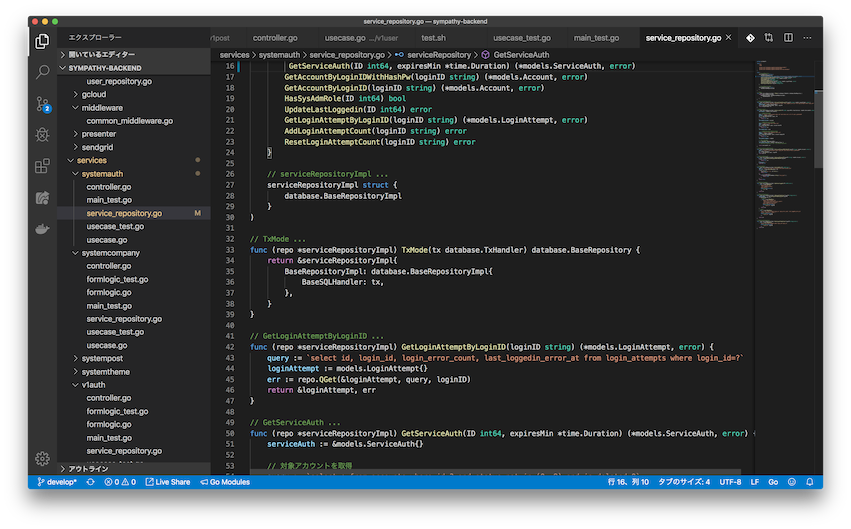 service_repository.go — sympathy-backend
エクスプローラー
r1post
controller.go
usecase.go .../v1user
test.sh
usecase_test.go
main_test.go
service_repository.go
services > systemauth > service_repository.go > serviceRepository > GetServiceAuth
開いているエディター
SYMPATHY-BACKEND
user_repository.go
gcloud
middleware
common_middleware.go
presenter
sendgrid
services
systemauth
controller.go
main_test.go
service_repository.go M
usecase_test.go
usecase.go
systemcompany
controller.go
formlogic_test.go
formlogic.go
main_test.go
service_repository.go
usecase_test.go
usecase.go
systempost
systemtheme
v1auth
controller.go
formlogic_test.go
formlogic.go
main_test.go
service_repository.go
アウトライン
2
16 GetServiceAuth(ID int64, expiresMin *time.Duration) (*models.ServiceAuth, error)
17 GetAccountByLoginIDWithHashPw(loginID string) (*models.Account, error)
18 GetAccountByLoginID(loginID string) (*models.Account, error)
19 HasSysAdmRole(ID int64) bool
20 UpdateLastLoggedin(ID int64) error
21 GetLoginAttemptByLoginID(loginID string) (*models.LoginAttempt, error)
22 AddLoginAttemptCount(loginID string) error
23 ResetLoginAttemptCount(loginID string) error
24 }
25
26 // serviceRepositoryImpl ...
27 serviceRepositoryImpl struct {
28 database.BaseRepositoryImpl
29 }
30 )
31
32 // TxMode ...
33 func (repo *serviceRepositoryImpl) TxMode(tx database.TxHandler) database.BaseRepository {
34 return &serviceRepositoryImpl{
35 BaseRepositoryImpl: database.BaseRepositoryImpl{
36 BaseSQLHandler: tx,
37 },
38 }
39 }
40
41 // GetLoginAttemptByLoginID ...
42 func (repo *serviceRepositoryImpl) GetLoginAttemptByLoginID(loginID string) (*models.LoginAttempt, error) {
43 query := `select id, login_id, login_error_count, last_loggedin_error_at from login_attempts where login_id=?`
44 loginAttempt := models.LoginAttempt{}
45 err := repo.QGet(&loginAttempt, query, loginID)
46 return &loginAttempt, err
47 }
48
49 // GetServiceAuth ...
50 func (repo *serviceRepositoryImpl) GetServiceAuth(ID int64, expiresMin *time.Duration) (*models.ServiceAuth, error) {
51 serviceAuth := &models.ServiceAuth{}
52
53 // 対象アカウントを取得
develop* 0 0 Live Share Go Modules
行 16、列 10 タブのサイズ: 4 UTF-8 LF Go